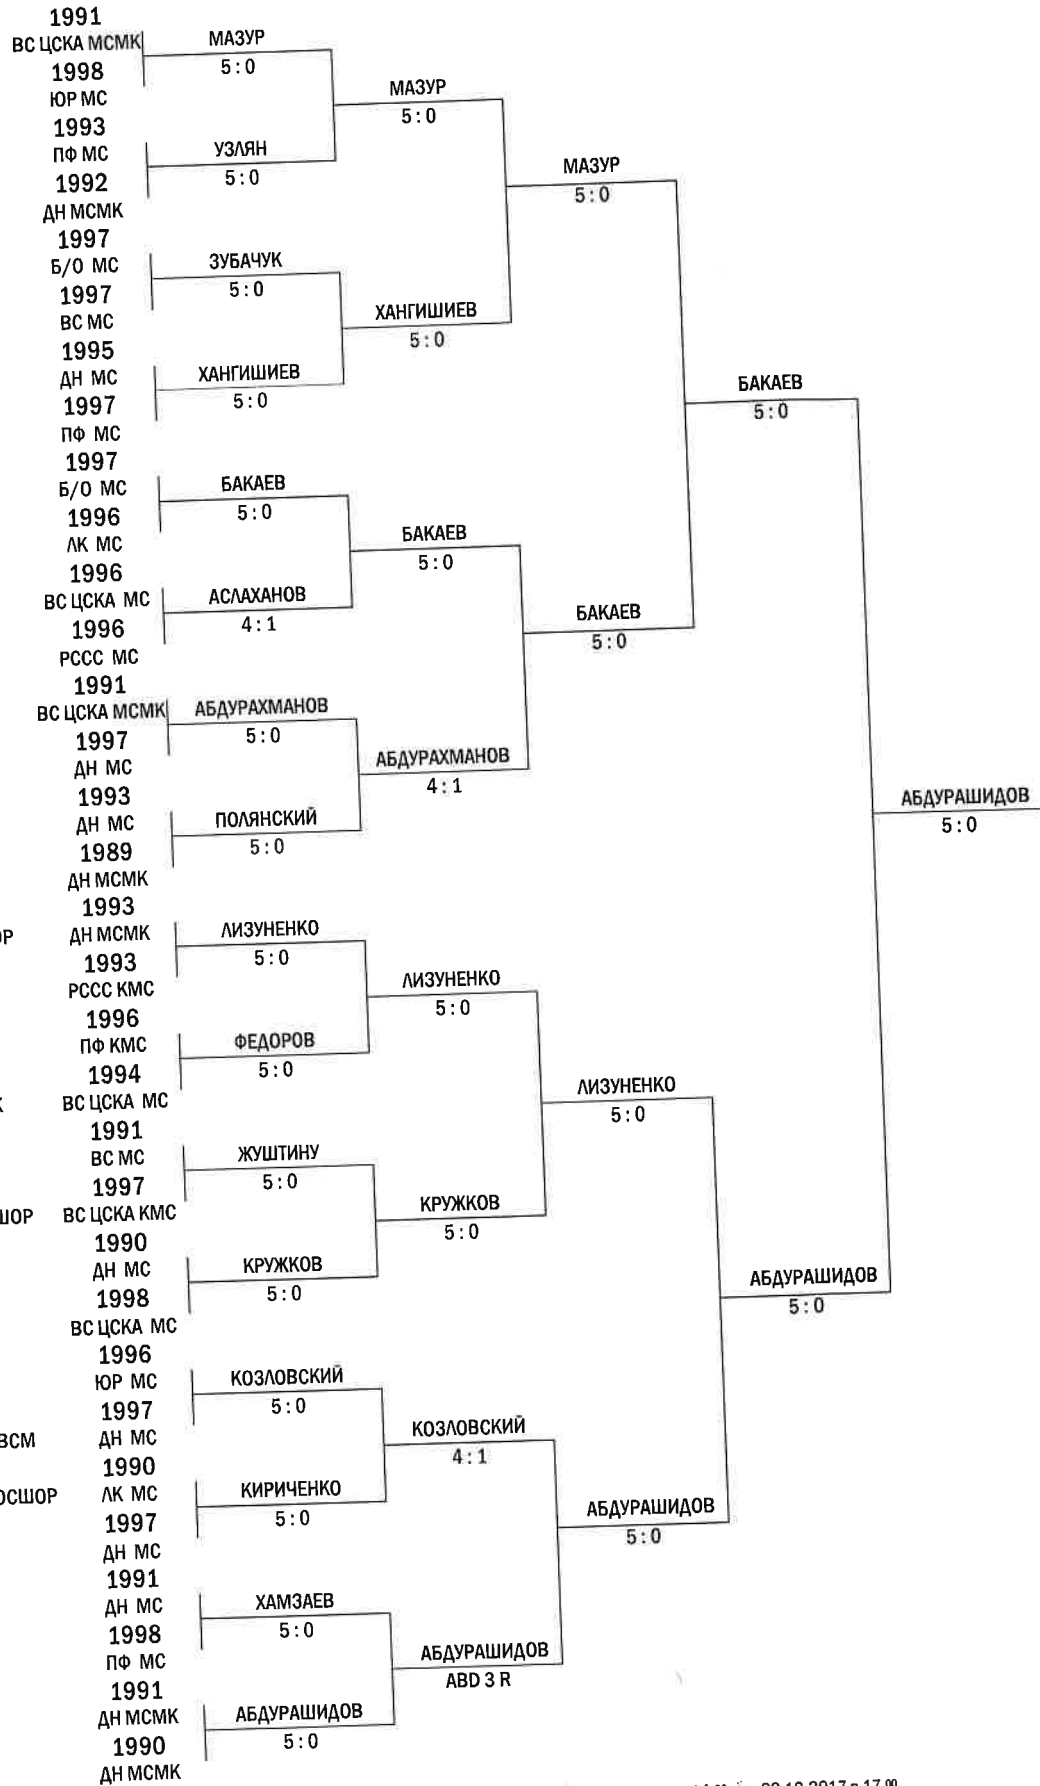 1991
ВС ЦСКА МСМК
МАЗУР
5 : 0
1998
ЮР МС
МАЗУР
5 : 0
1993
ПФ МС
УЗЛЯН
5 : 0
1992
ДН МСМК
МАЗУР
5 : 0
1997
Б/О МС
ЗУБАЧУК
5 : 0
1997
ВС МС
ХАНГИШИЕВ
5 : 0
1995
ДН МС
ХАНГИШИЕВ
5 : 0
1997
ПФ МС
БАКАЕВ
5 : 0
1997
Б/О МС
БАКАЕВ
5 : 0
1996
ЛК МС
БАКАЕВ
5 : 0
1996
ВС ЦСКА МС
АСЛАХАНОВ
4 : 1
1996
РССС МС
БАКАЕВ
5 : 0
1991
ВС ЦСКА МСМК
АБДУРАХМАНОВ
5 : 0
1997
ДН МС
АБДУРАХМАНОВ
4 : 1
1993
ДН МС
ПОЛЯНСКИЙ
5 : 0
1989
ДН МСМК
АБДУРАШИДОВ
5 : 0
1993
ОР ДН МСМК
ЛИЗУНЕНКО
5 : 0
1993
РССС КМС
ЛИЗУНЕНКО
5 : 0
1996
ПФ КМС
ФЕДОРОВ
5 : 0
1994
ВС ЦСКА МС
ЛИЗУНЕНКО
5 : 0
1991
ВС МС
ЖУШТИНУ
5 : 0
1997
ШОР ВС ЦСКА КМС
КРУЖКОВ
5 : 0
1990
ДН МС
КРУЖКОВ
5 : 0
1998
ВС ЦСКА МС
АБДУРАШИДОВ
5 : 0
1996
ЮР МС
КОЗЛОВСКИЙ
5 : 0
1997
ВСМ ДН МС
КОЗЛОВСКИЙ
4 : 1
1990
ОСШОР ЛК МС
КИРИЧЕНКО
5 : 0
1997
ДН МС
АБДУРАШИДОВ
5 : 0
1991
ДН МС
ХАМЗАЕВ
5 : 0
1998
ПФ МС
АБДУРАШИДОВ
ABD 3 R
1991
ДН МСМК
АБДУРАШИДОВ
5 : 0
1990
ДН МСМК
10.2017 в 17.00